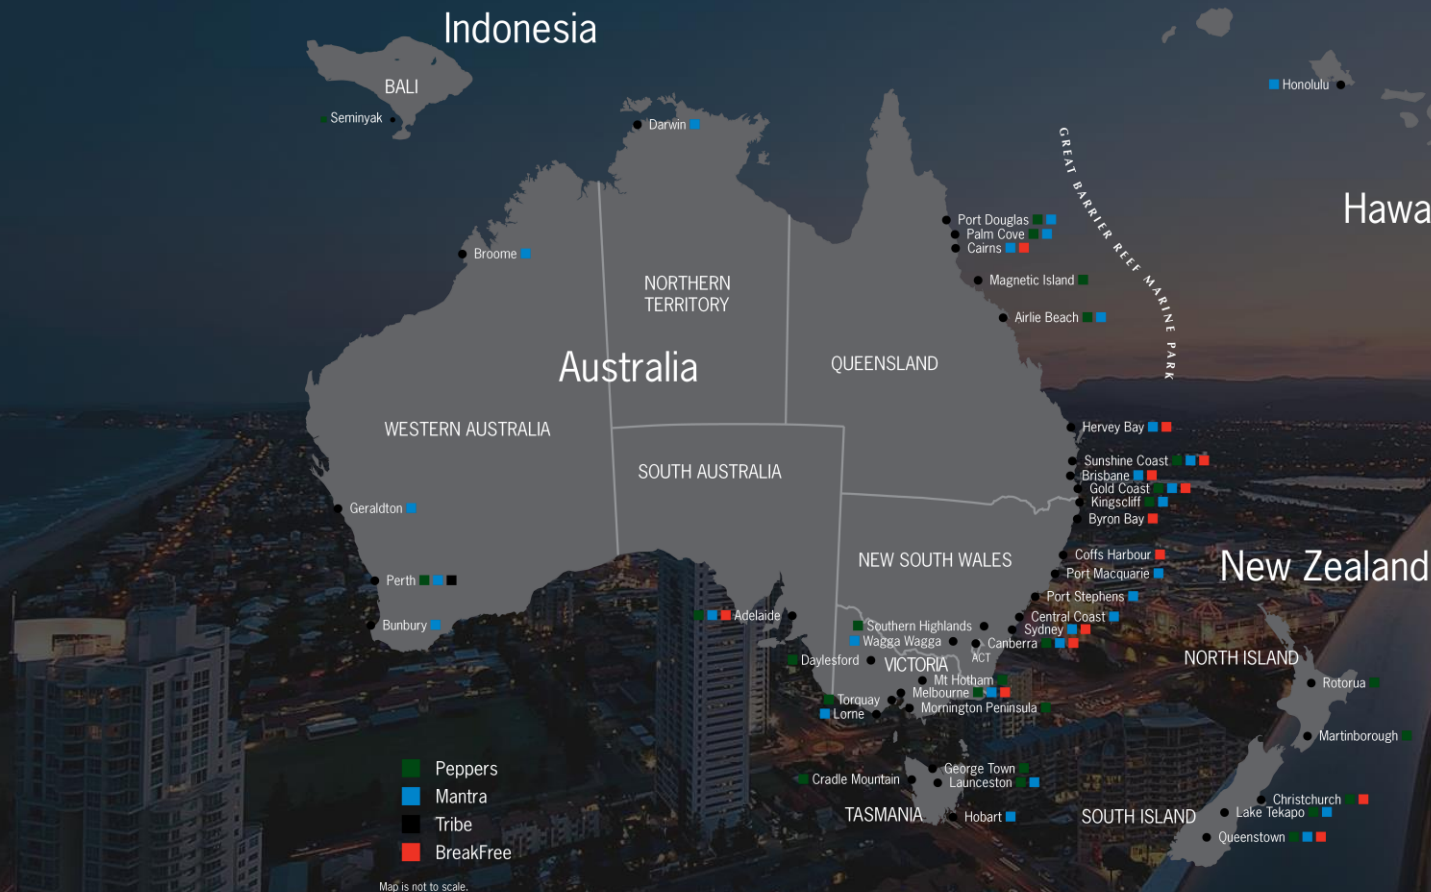 Indonesia
BALI
Seminyak
Darwin
Honolulu
GREAT BARRIER REEF MARINE PARK
Hawa
Port Douglas
Palm Cove
Cairns
Broome
NORTHERN
TERRITORY
Magnetic Island
Airlie Beach
Australia
QUEENSLAND
WESTERN AUSTRALIA
Hervey Bay
SOUTH AUSTRALIA
Sunshine Coast
Brisbane
Gold Coast
Kingscliff
Geraldton
Byron Bay
NEW SOUTH WALES
Coffs Harbour
New Zealand
Port Macquarie
Perth
Port Stephens
Adelaide
Central Coast
Bunbury
Southern Highlands
Sydney
Wagga Wagga
Canberra
ACT
Daylesford
VICTORIA
NORTH ISLAND
Mt Hotham
Rotorua
Melbourne
Torquay
Mornington Peninsula
Lorne
Martinborough
Peppers
George Town
Cradle Mountain
Launceston
Mantra
Christchurch
Lake Tekapo
TASMANIA
Hobart
SOUTH ISLAND
Tribe
Queenstown
BreakFree
Map is not to scale.